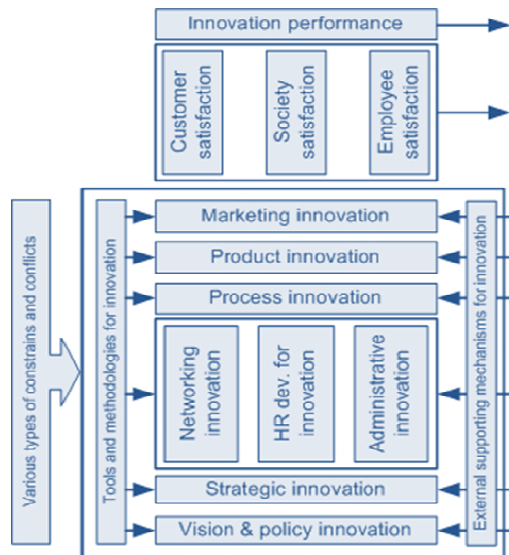 Innovation performance
Customer
satisfaction
Society
satisfaction
Employee
satisfaction
Various types of constrains and conflicts
Tools and methodologies for innovation
Marketing innovation
Product innovation
Process innovation
Networking
innovation
HR dev. for
innovation
Administrative
innovation
Strategic innovation
Vision & policy innovation
External supporting mechanisms for innovation